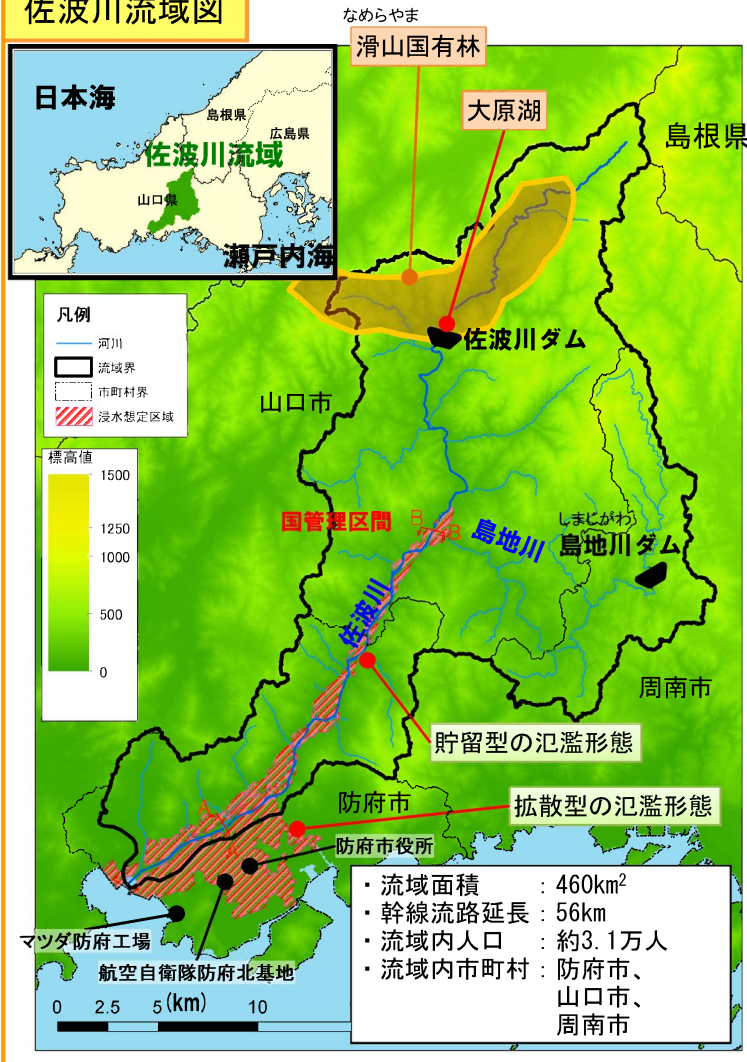 佐波川流域図
なめらやま
滑山国有林
大原湖
島根県
日本海
島根県
広島県
佐波川流域
山口県
瀬戸内海
凡例
河川
流域界
市町村界
浸水想定区域
佐波川ダム
山口市
標高値
1500
1250
1000
500
0
国管理区間
B
B
島地川
しまじがわ
島地川ダム
佐波川
周南市
貯留型の氾濫形態
防府市
拡散型の氾濫形態
A
A
防府市役所
マツダ防府工場
航空自衛隊防府北基地
0 2.5 5(km) 10
・流域面積 : 460km²
・幹線流路延長 : 56km
・流域内人口 : 約3.1万人
・流域内市町村 : 防府市、
山口市、
周南市